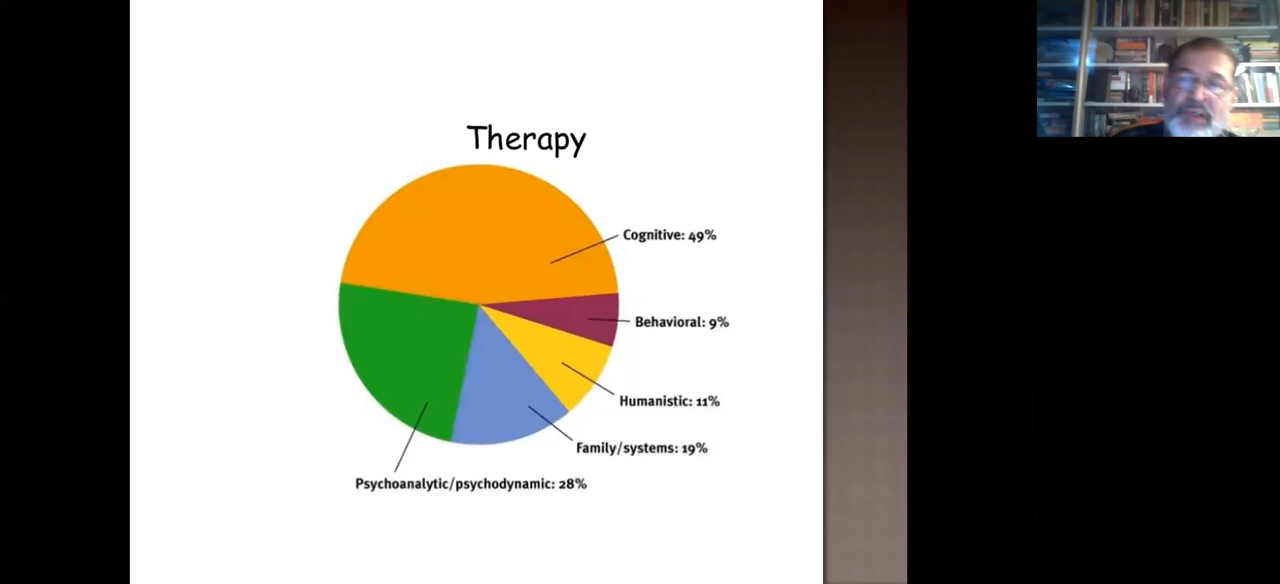 Therapy
Cognitive: 49%
Behavioral: 9%
Humanistic: 11%
Family/systems: 19%
Psychoanalytic/psychodynamic: 28%